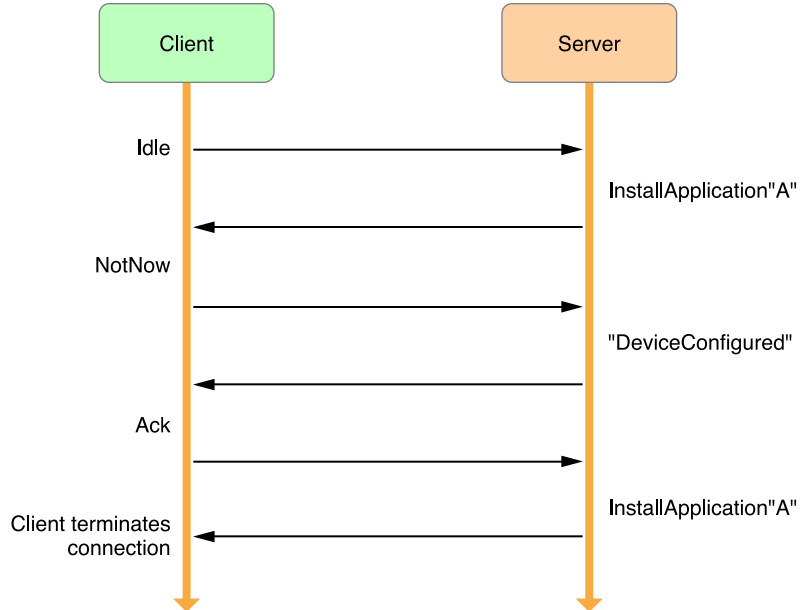 Client
Server
Idle
InstallApplication"A"
NotNow
"DeviceConfigured"
Ack
InstallApplication"A"
Client terminates
connection